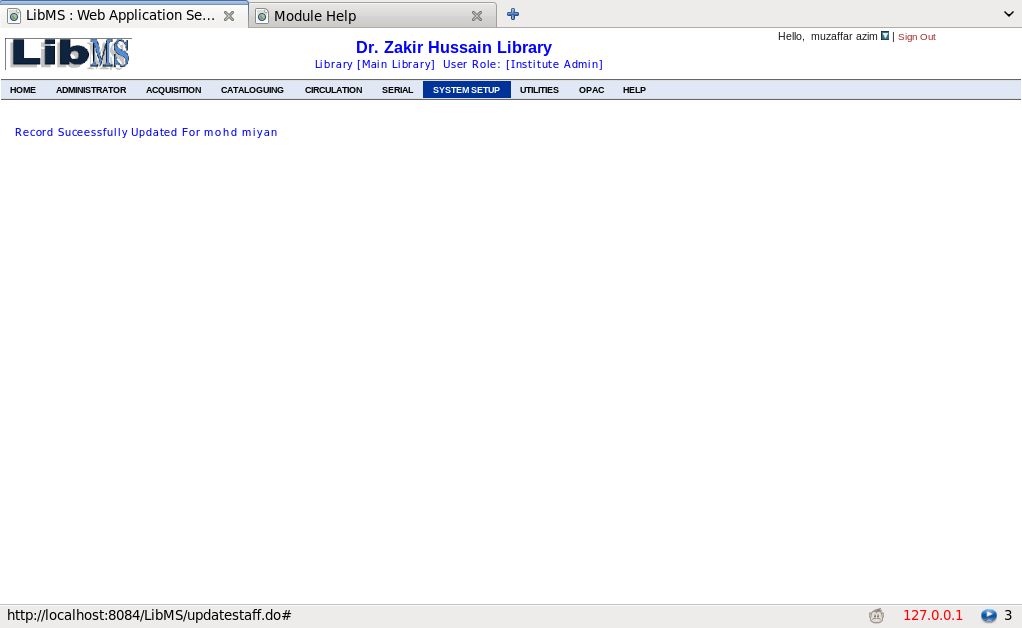 LibMS : Web Application Se...
Module Help
LibMS
Dr. Zakir Hussain Library
Hello, muzaffar azim | Sign Out
Library [Main Library] User Role: [Institute Admin]
HOME ADMINISTRATOR ACQUISITION CATALOGUING CIRCULATION SERIAL SYSTEM SETUP UTILITIES OPAC HELP
Record Suceessfully Updated For mohd miyan
http://localhost:8084/LibMS/updatestaff.do# 127.0.0.1 3